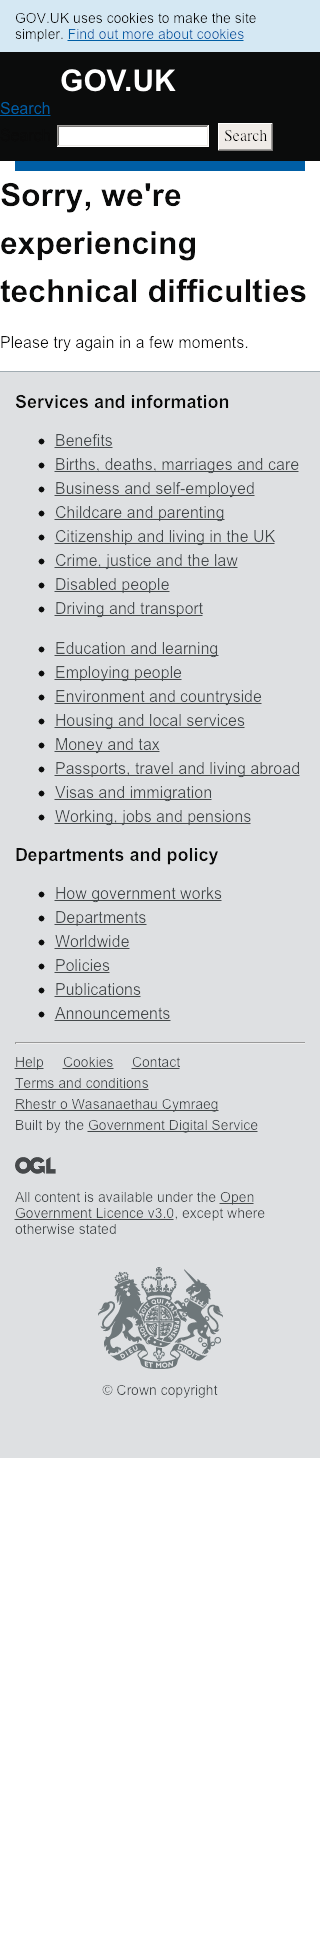 GOV.UK uses cookies to make the site
simpler. Find out more about cookies
GOV.UK
Search
Search
Sorry, we're
experiencing
technical difficulties
Please try again in a few moments.
Services and information
Benefits
Births, deaths, marriages and care
Business and self-employed
Childcare and parenting
Citizenship and living in the UK
Crime, justice and the law
Disabled people
Driving and transport
Education and learning
Employing people
Environment and countryside
Housing and local services
Money and tax
Passports, travel and living abroad
Visas and immigration
Working, jobs and pensions
Departments and policy
How government works
Departments
Worldwide
Policies
Publications
Announcements
Help Cookies Contact
Terms and conditions
Rhestr o Wasanaethau Cymraeg
Built by the Government Digital Service
OGL
All content is available under the Open
Government Licence v3.0, except where
otherwise stated
DIEU ET MON DROIT
© Crown copyright